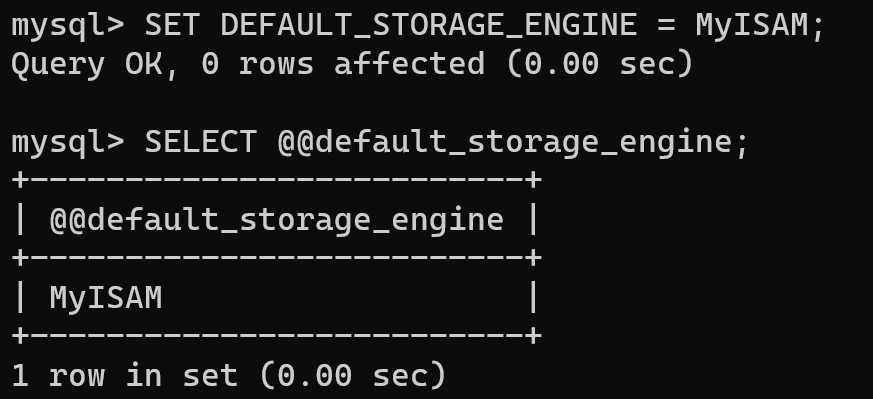 mysql> SET DEFAULT_STORAGE_ENGINE = MyISAM;
Query OK, 0 rows affected (0.00 sec)

mysql> SELECT @@default_storage_engine;
+--------------------------+
| @@default_storage_engine |
+--------------------------+
| MyISAM                   |
+--------------------------+
1 row in set (0.00 sec)